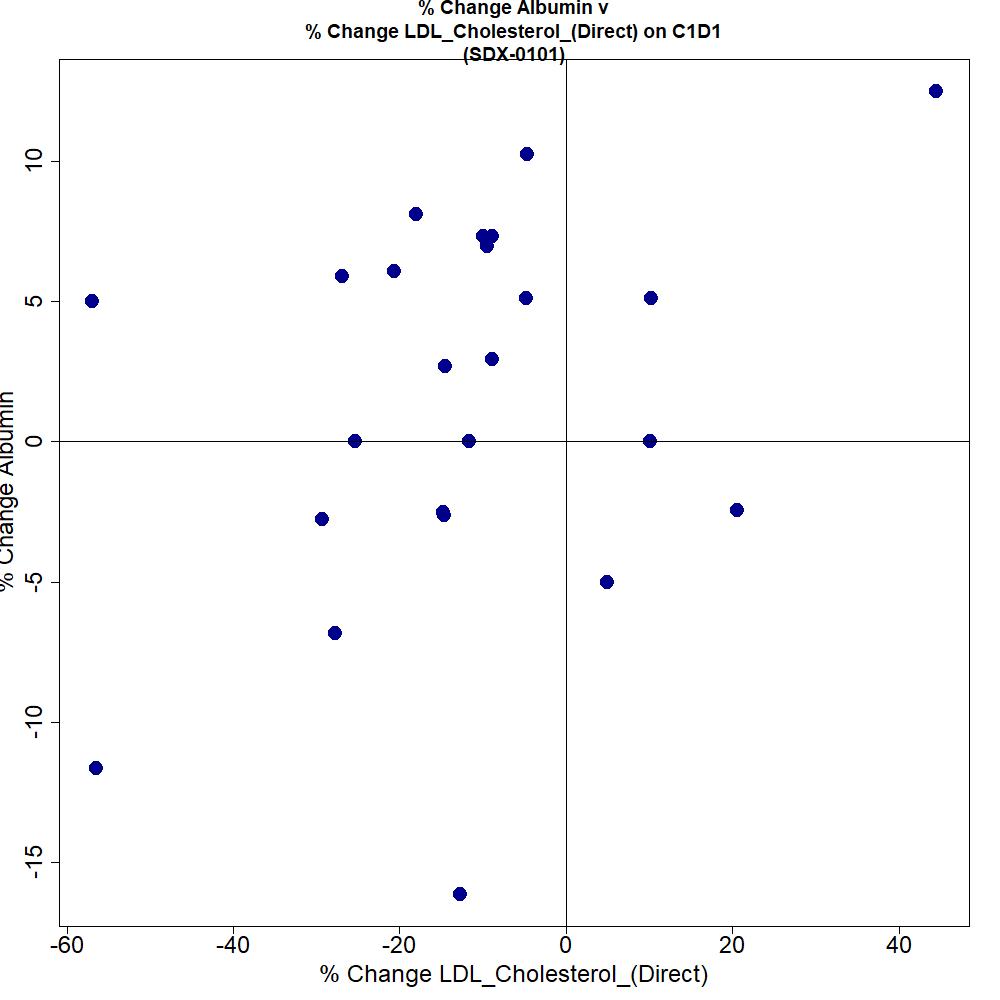 % Change Albumin v
% Change LDL_Cholesterol_(Direct) on C1D1
(SDX-0101)
10
5
0
-5
-10
-15
% Change Albumin
-60 -40 -20 0 20 40
% Change LDL_Cholesterol_(Direct)